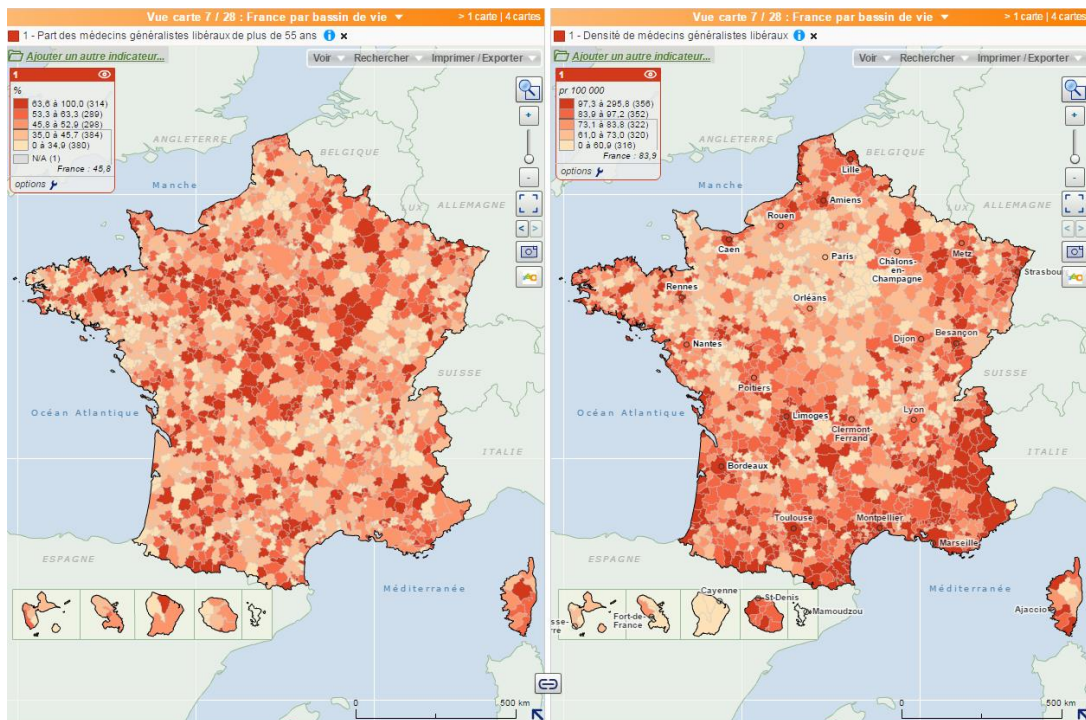 Vue carte 7 / 28 : France par bassin de vie
> 1 carte | 4 cartes
1 - Part des médecins généralistes libéraux de plus de 55 ans
Ajouter un autre indicateur...
Voir
Rechercher
Imprimer / Exporter
1
%
63,6 à 100,0 (314)
53,3 à 63,3 (289)
45,8 à 52,9 (298)
35,0 à 45,7 (384)
0 à 34,9 (380)
N/A (1)
France : 45,8
options
ANGLETERRE
BELGIQUE
Manche
LUX
ALLEMAGNE
SUISSE
Océan Atlantique
ITALIE
ESPAGNE
Méditerranée
0
500 km
Vue carte 7 / 28 : France par bassin de vie
> 1 carte | 4 cartes
1 - Densité de médecins généralistes libéraux
Ajouter un autre indicateur...
Voir
Rechercher
Imprimer / Exporter
1
pr 100 000
97,3 à 295,8 (356)
83,9 à 97,2 (352)
73,1 à 83,8 (322)
61,0 à 73,0 (320)
0 à 60,9 (316)
France : 83,9
options
ANGLETERRE
BELGIQUE
Lille
Manche
Amiens
LUX
ALLEMAGNE
Rouen
Caen
Paris
Châlons-
en-
Champagne
Metz
Strasbou
Rennes
Orléans
Nantes
Dijon
Besançon
SUISSE
Poitiers
Océan Atlantique
Limoges
Clermont-
Ferrand
Lyon
ITALIE
Bordeaux
Toulouse
Montpellier
Marseille
ESPAGNE
Méditerranée
Cayenne
St-Denis
Mamoudzou
Fort-de-
France
sse-
rre
Ajaccio
0
500 km